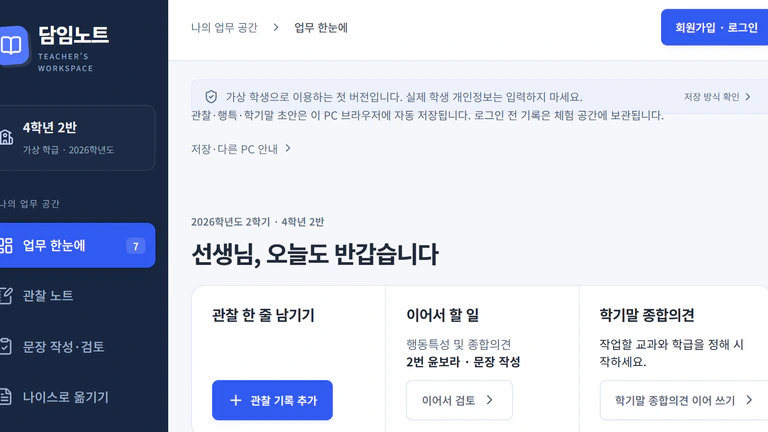 담임노트
TEACHER'S
WORKSPACE
4학년 2반
가상 학급 · 2026학년도
나의 업무 공간
업무 한눈에
7
관찰 노트
문장 작성·검토
나이스로 옮기기
나의 업무 공간
업무 한눈에
회원가입 · 로그인
가상 학생으로 이용하는 첫 버전입니다. 실제 학생 개인정보는 입력하지 마세요.
저장 방식 확인
관찰·행특·학기말 초안은 이 PC 브라우저에 자동 저장됩니다. 로그인 전 기록은 체험 공간에 보관됩니다.
저장·다른 PC 안내
2026학년도 2학기 · 4학년 2반
선생님, 오늘도 반갑습니다
관찰 한 줄 남기기
관찰 기록 추가
이어서 할 일
행동특성 및 종합의견
2번 윤보라 · 문장 작성
이어서 검토
학기말 종합의견
작업할 교과와 학급을 정해 시
작하세요.
학기말 종합의견 이어 쓰기